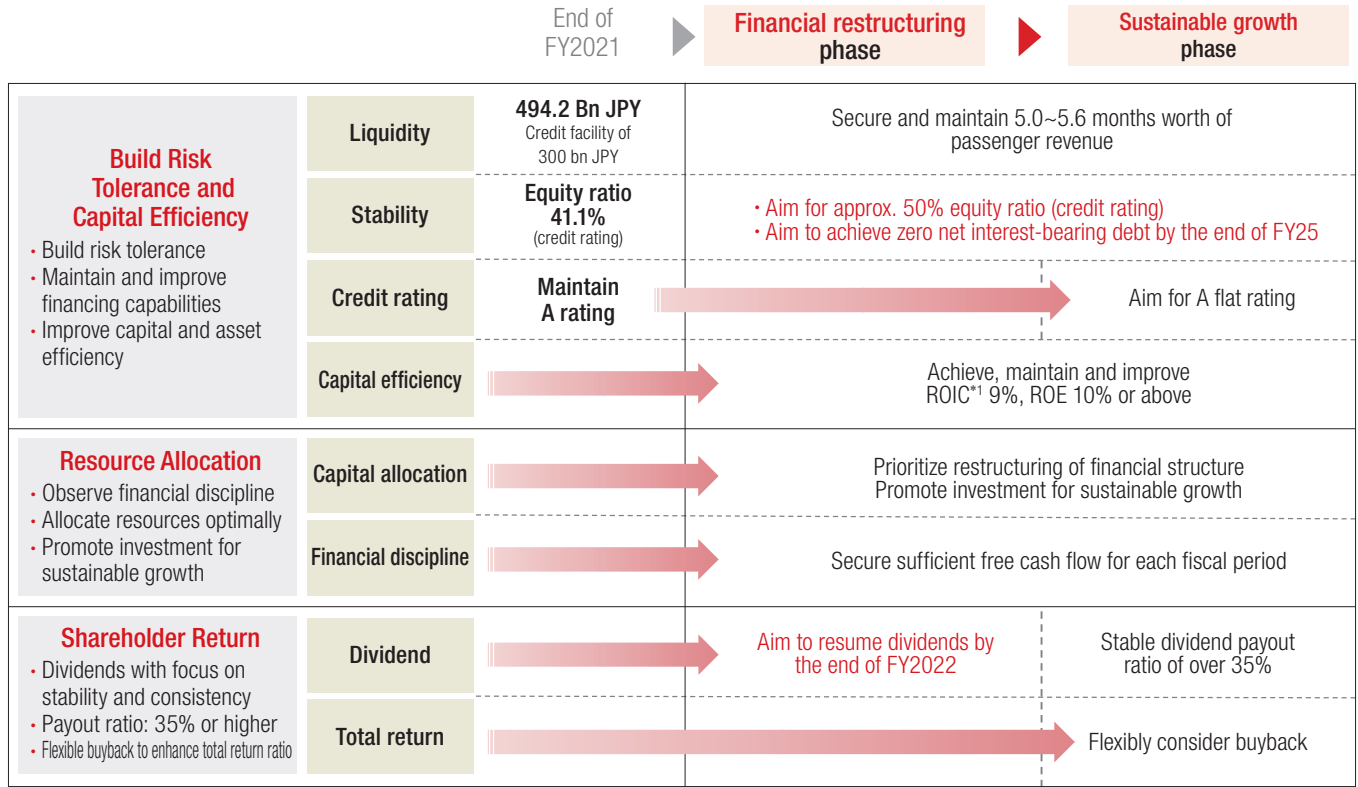 End of
FY2021
Financial restructuring
phase
Sustainable growth
phase
Build Risk
Tolerance and
Capital Efficiency
• Build risk tolerance
• Maintain and improve
financing capabilities
• Improve capital and asset
efficiency
Liquidity
494.2 Bn JPY
Credit facility of
300 bn JPY
Secure and maintain 5.0~5.6 months worth of
passenger revenue
Stability
Equity ratio
41.1%
(credit rating)
• Aim for approx. 50% equity ratio (credit rating)
• Aim to achieve zero net interest-bearing debt by the end of FY25
Credit rating
Maintain
A rating
Aim for A flat rating
Capital efficiency
Achieve, maintain and improve
ROIC*1 9%, ROE 10% or above
Resource Allocation
• Observe financial discipline
• Allocate resources optimally
• Promote investment for
sustainable growth
Capital allocation
Prioritize restructuring of financial structure
Promote investment for sustainable growth
Financial discipline
Secure sufficient free cash flow for each fiscal period
Shareholder Return
• Dividends with focus on
stability and consistency
• Payout ratio: 35% or higher
• Flexible buyback to enhance total return ratio
Dividend
Aim to resume dividends by
the end of FY2022
Stable dividend payout
ratio of over 35%
Total return
Flexibly consider buyback